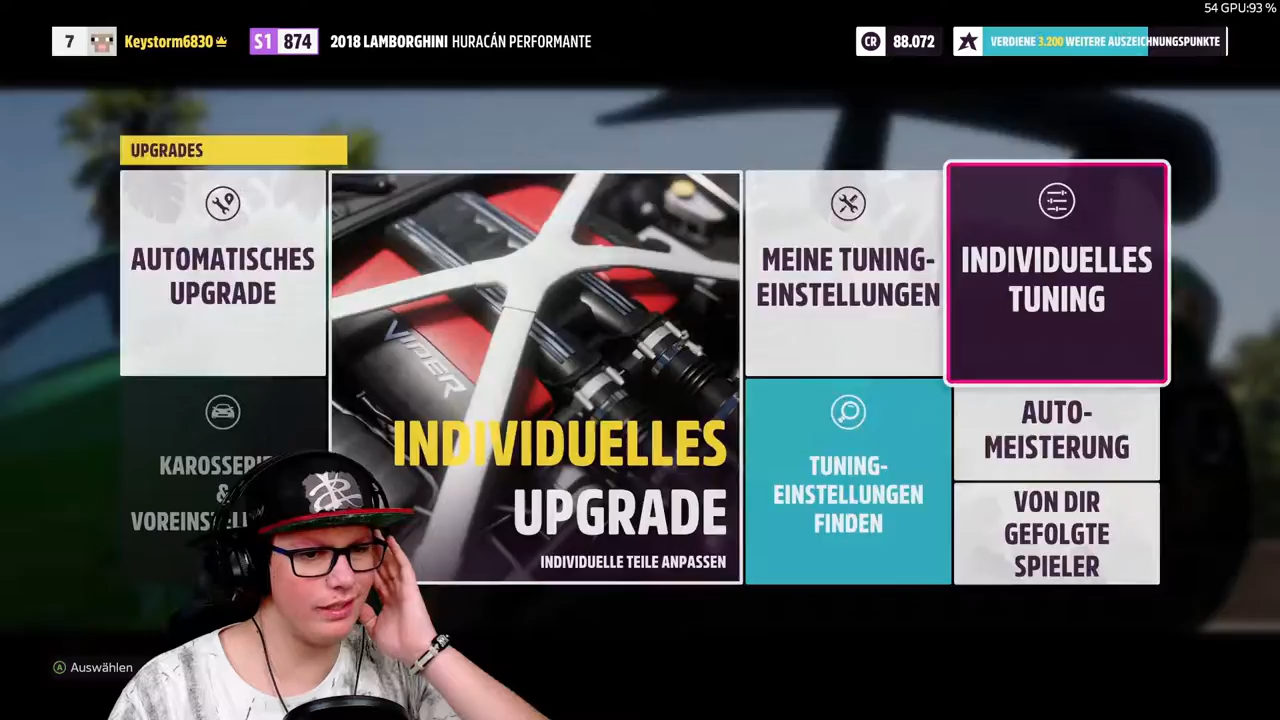 54 GPU:93 %
7 Keystorm6830 S1 874 2018 LAMBORGHINI HURACÁN PERFORMANTE
CR 88.072 VERDIENE 3.200 WEITERE AUSZEICHNUNGSPUNKTE
UPGRADES
AUTOMATISCHES
UPGRADE
VIPER
INDIVIDUELLES
UPGRADE
INDIVIDUELLE TEILE ANPASSEN
MEINE TUNING-
EINSTELLUNGEN
INDIVIDUELLES
TUNING
KAROSSERIE
&
TUNING-
EINSTELLUNGEN
FINDEN
AUTO-
MEISTERUNG
VON DIR
GEFOLGTE
SPIELER
A Auswählen